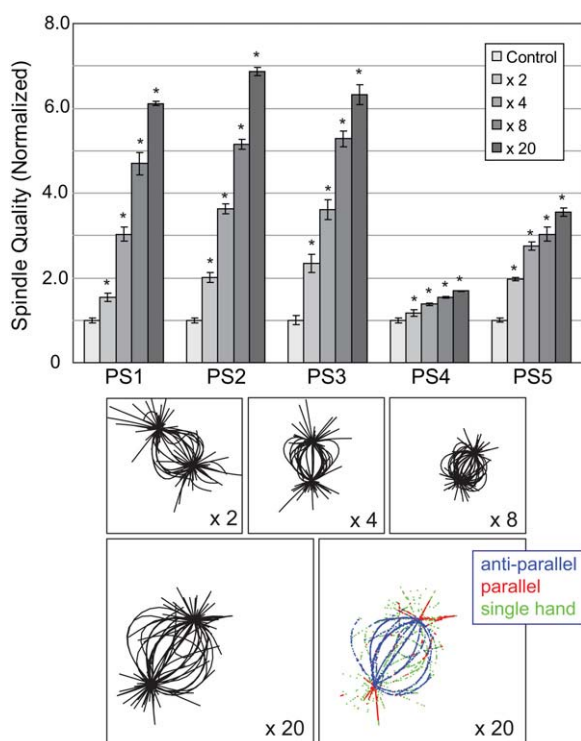 Spindle Quality (Normalized)
8.0
6.0
4.0
2.0
0
* * * *
* * * *
* * * *
* * * *
* * * *
Control
x 2
x 4
x 8
x 20
PS1 PS2 PS3 PS4 PS5
x 2
x 4
x 8
x 20
anti-parallel
parallel
single hand
x 20